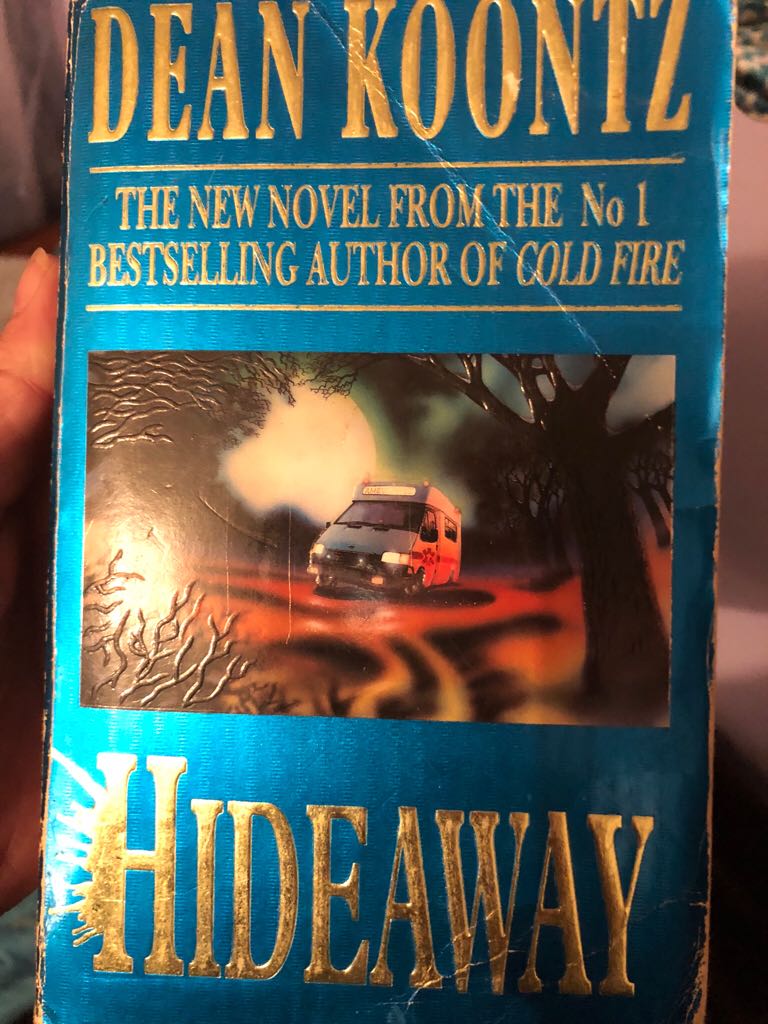 DEAN KOONTZ
THE NEW NOVEL FROM THE No 1
BESTSELLING AUTHOR OF COLD FIRE
HIDEAWAY